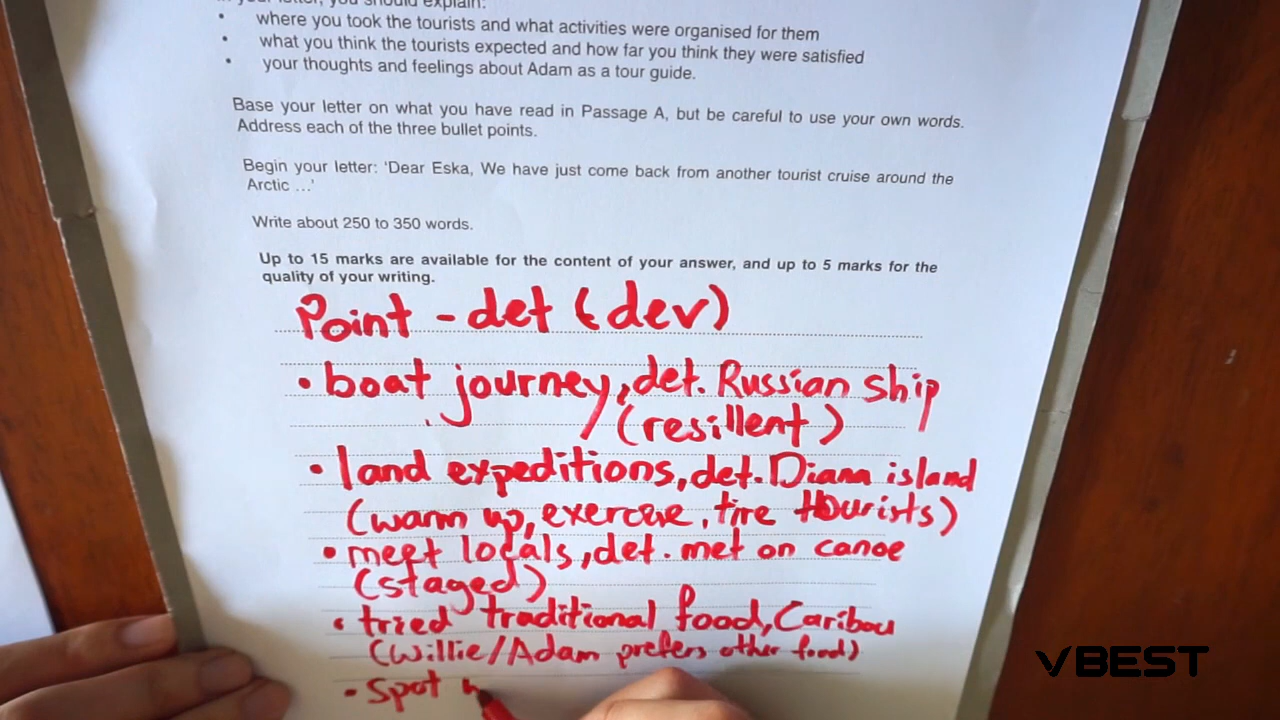 In your letter, you should explain:
• where you took the tourists and what activities were organised for them
• what you think the tourists expected and how far you think they were satisfied
• your thoughts and feelings about Adam as a tour guide.
Base your letter on what you have read in Passage A, but be careful to use your own words.
Address each of the three bullet points.
Begin your letter: 'Dear Eska, We have just come back from another tourist cruise around the
Arctic …'
Write about 250 to 350 words.
Up to 15 marks are available for the content of your answer, and up to 5 marks for the
quality of your writing.
Point - det (dev)
• boat journey, det. Russian ship
(resillent)
• land expeditions, det. Diana island
(warm up, exercise, tire tourists)
• meet locals, det. met on canoe
(staged)
• tried traditional food, Caribou
(Willie/Adam prefers other food)
• Spot
VBEST